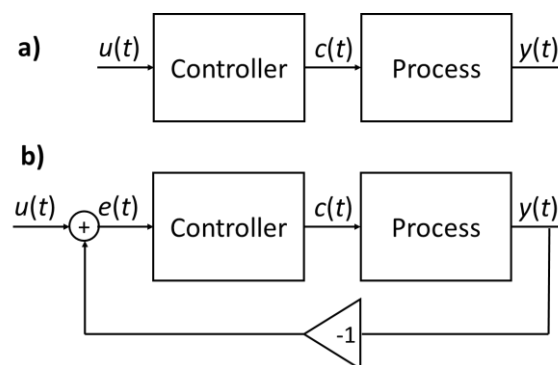 a) u(t) Controller c(t) Process y(t)
b)
u(t) + e(t) Controller c(t) Process y(t)
-1